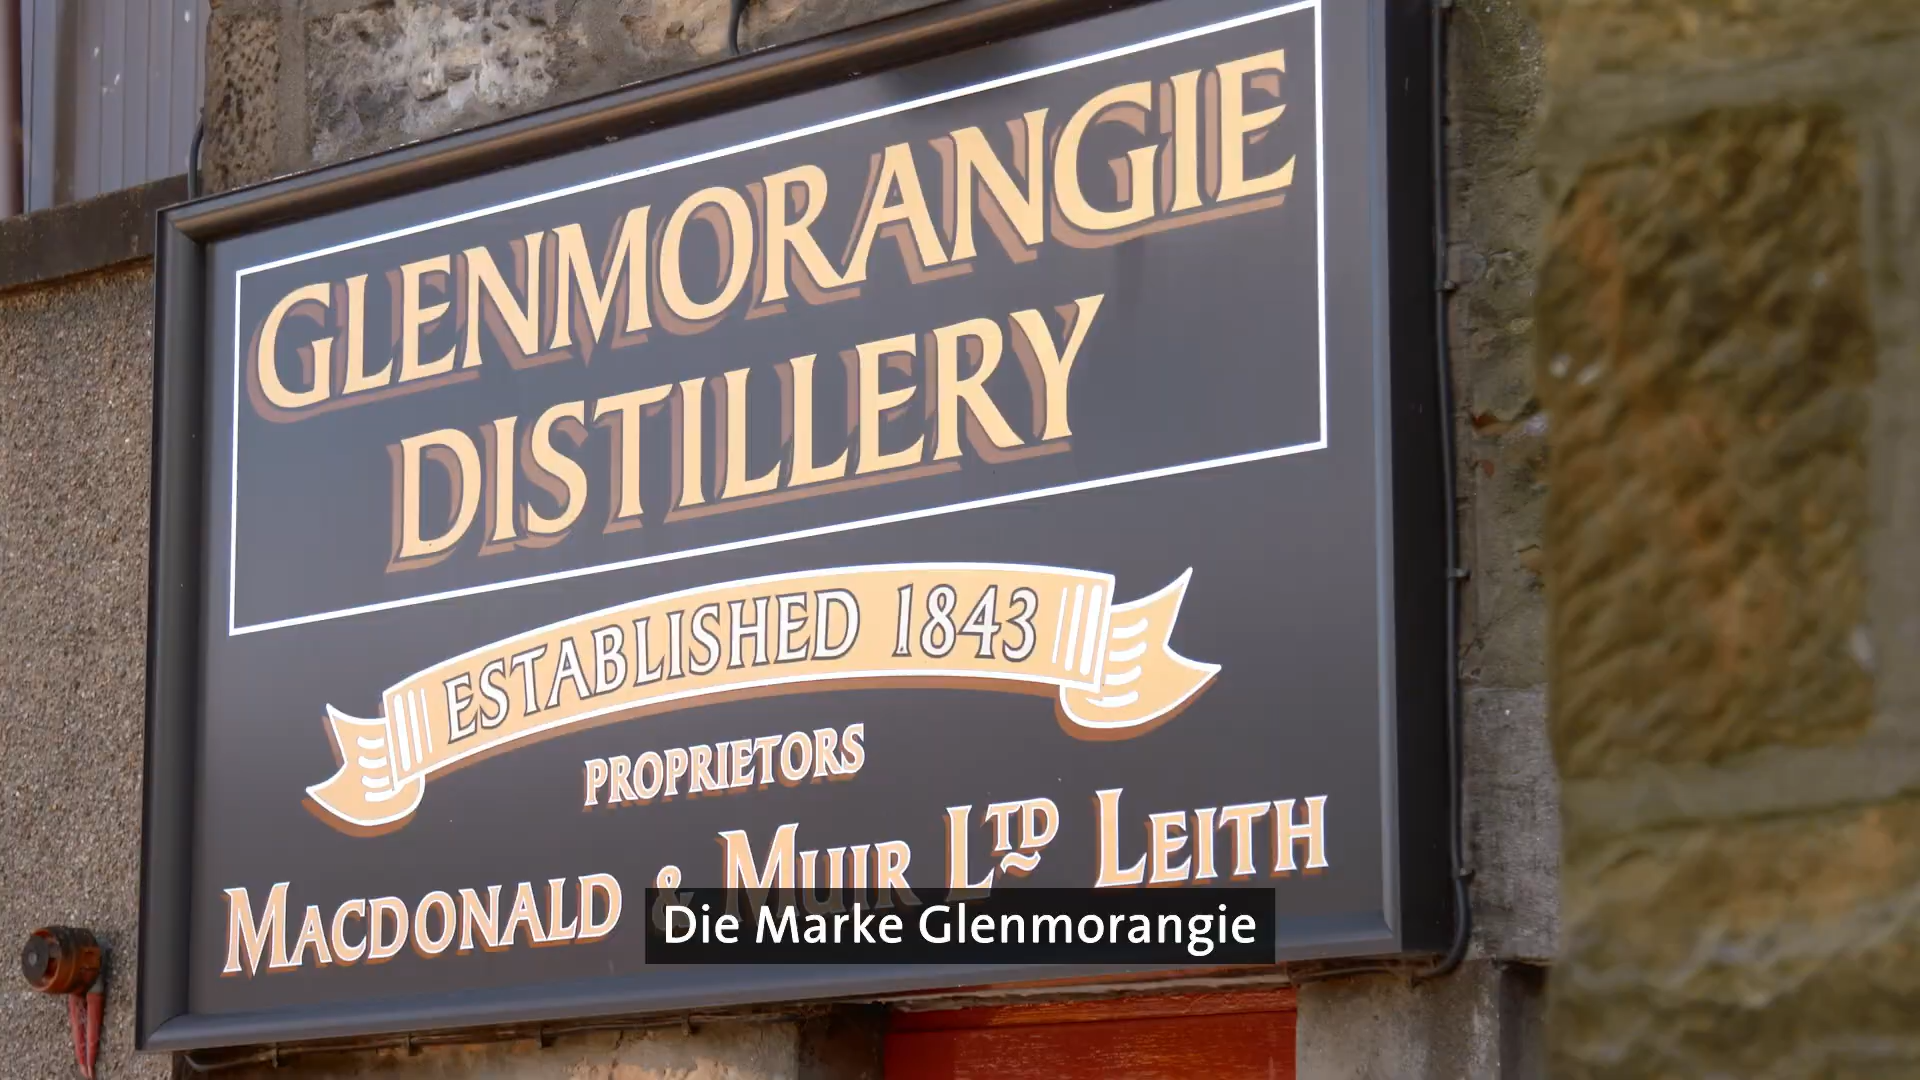 GLENMORANGIE
DISTILLERY
ESTABLISHED 1843
PROPRIETORS
MACDONALD & MUIR LTD LEITH
Die Marke Glenmorangie